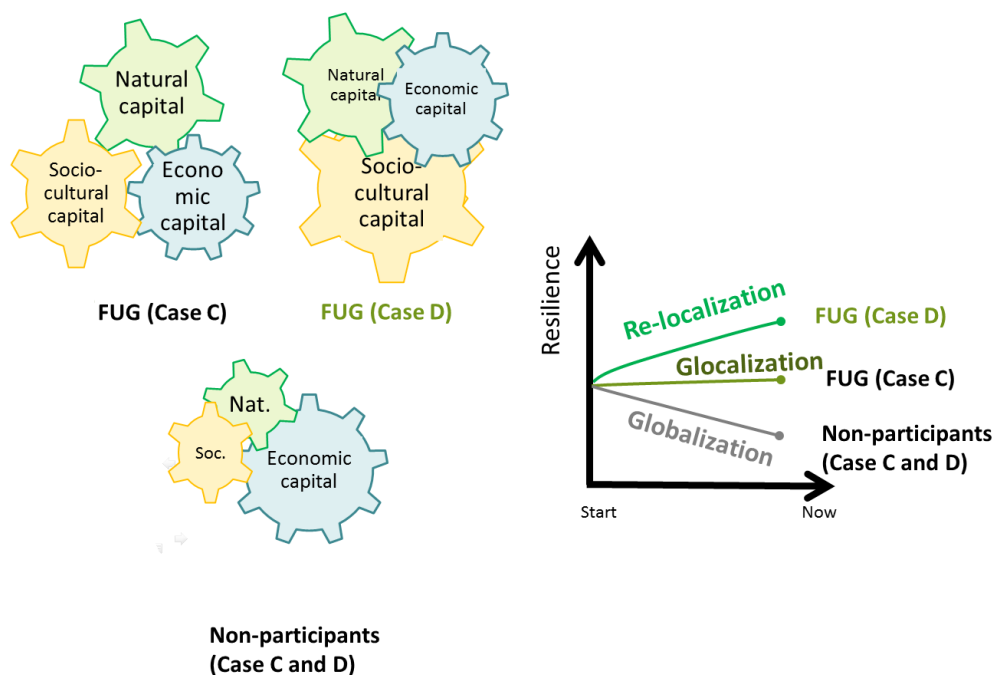 Natural
capital
Socio-
cultural
capital
Econo
mic
capital
FUG (Case C)
Natural
capital
Economic
capital
Socio-
cultural
capital
FUG (Case D)
Nat.
Soc.
Economic
capital
Non-participants
(Case C and D)
Resilience
Re-localization
FUG (Case D)
Glocalization
FUG (Case C)
Globalization
Non-participants
(Case C and D)
Start
Now